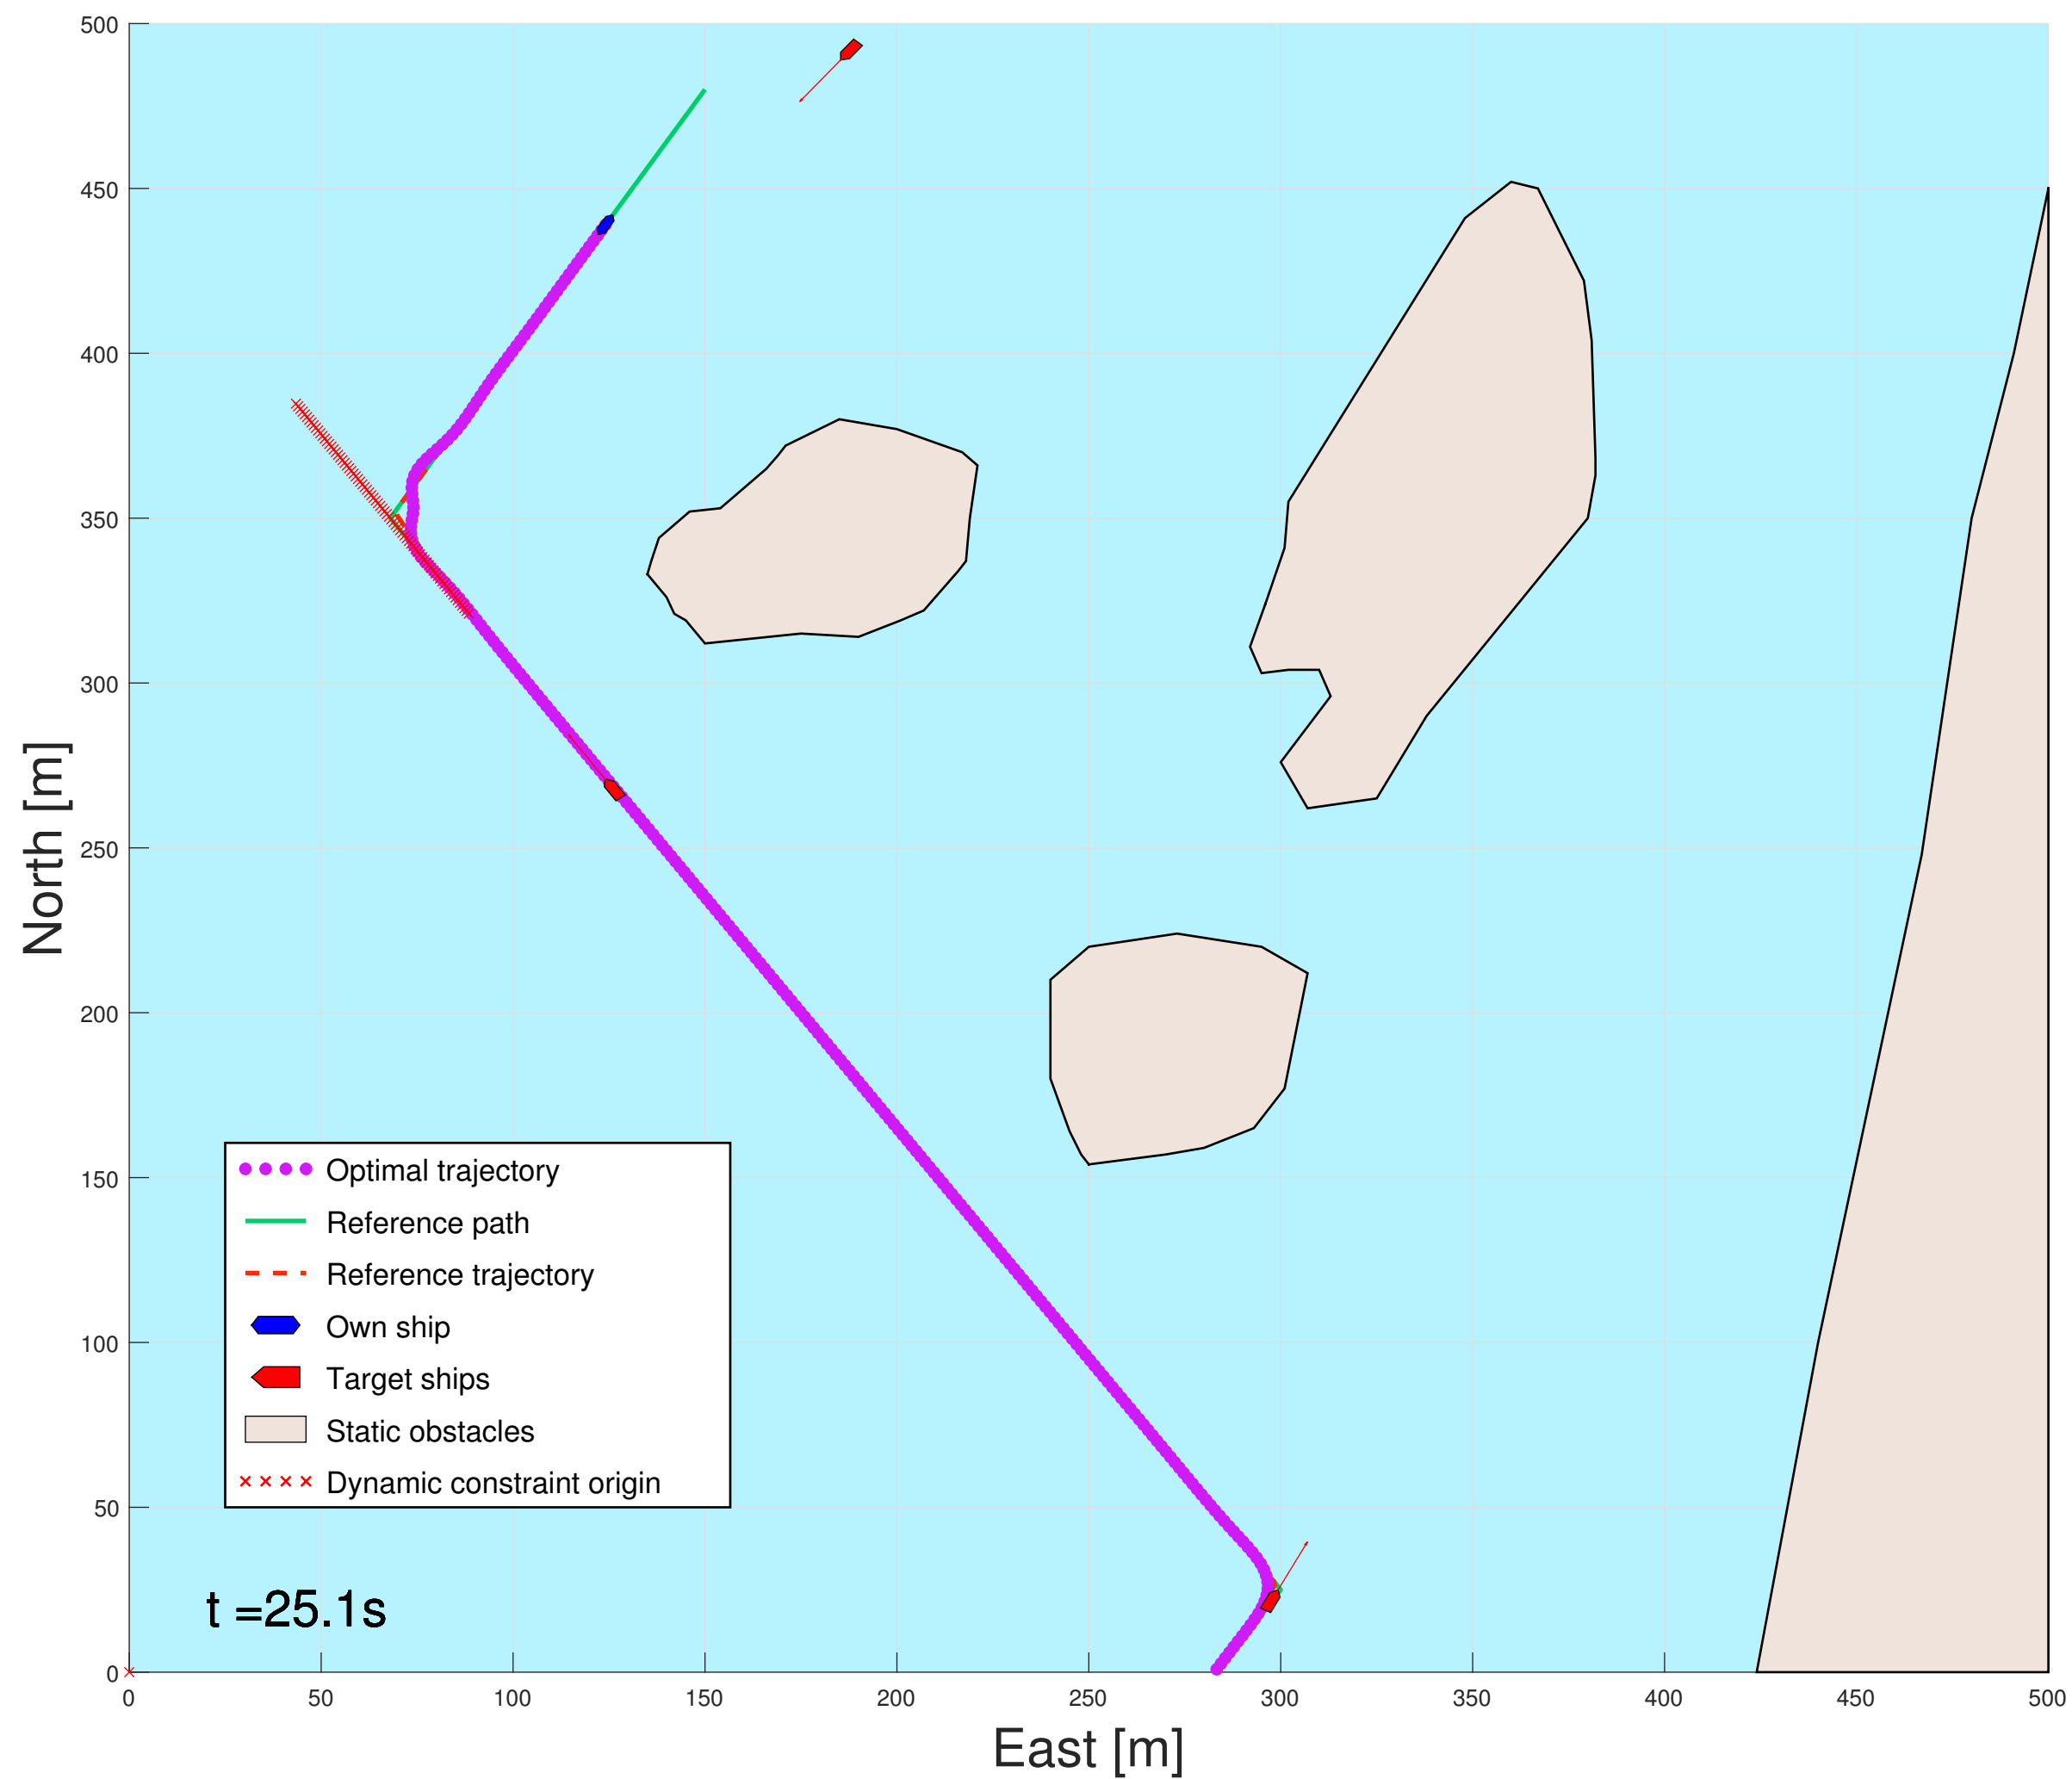 500
450
400
350
300
250
200
150
100
50
0
North [m]
Optimal trajectory
Reference path
Reference trajectory
Own ship
Target ships
Static obstacles
Dynamic constraint origin
t =25.1s
0 50 100 150 200 250 300 350 400 450 500
East [m]